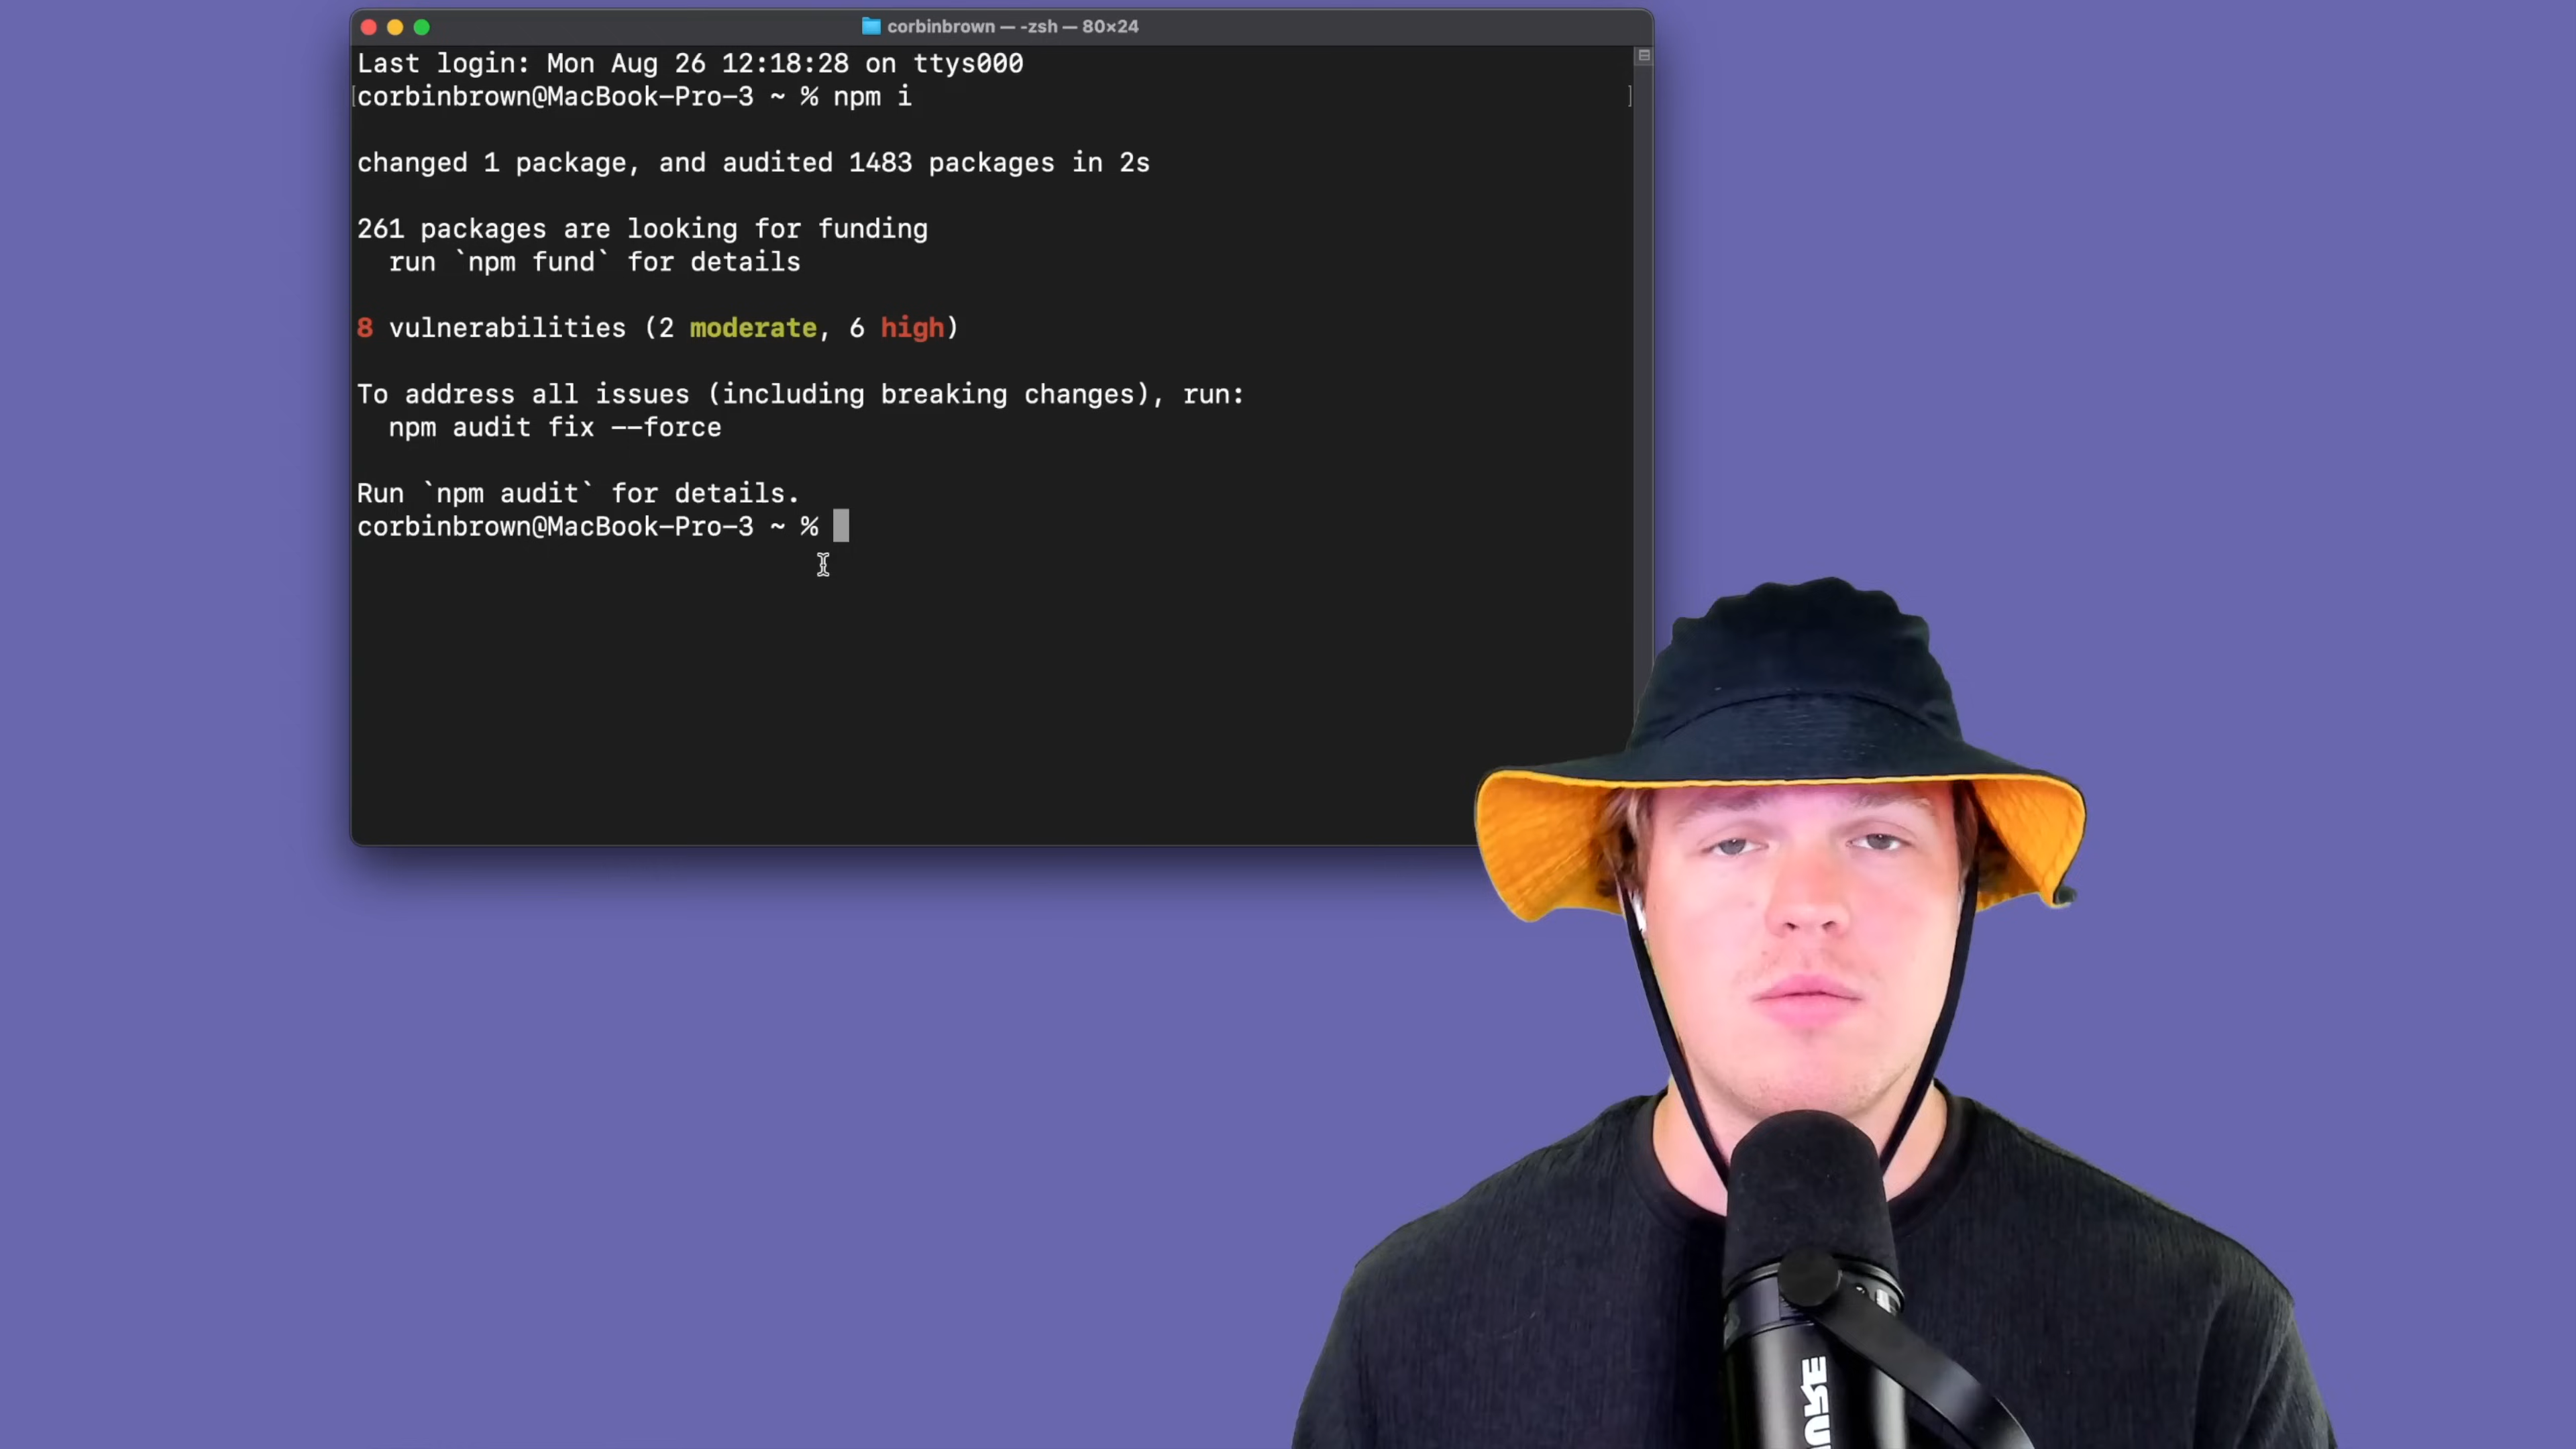 corbinbrown — -zsh — 80×24
Last login: Mon Aug 26 12:18:28 on ttys000
corbinbrown@MacBook-Pro-3 ~ % npm i
changed 1 package, and audited 1483 packages in 2s
261 packages are looking for funding
run `npm fund` for details
8 vulnerabilities (2 moderate, 6 high)
To address all issues (including breaking changes), run:
npm audit fix --force
Run `npm audit` for details.
corbinbrown@MacBook-Pro-3 ~ %